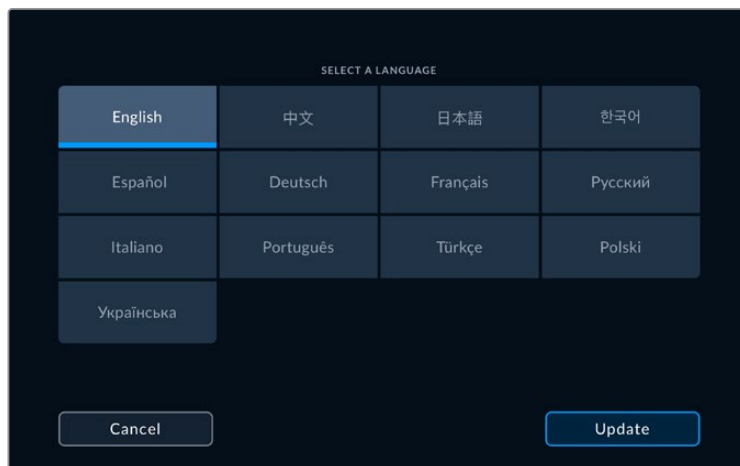 SELECT A LANGUAGE
English 中文 日本語 한국어
Español Deutsch Français Русский
Italiano Português Türkçe Polski
Українська
Cancel Update